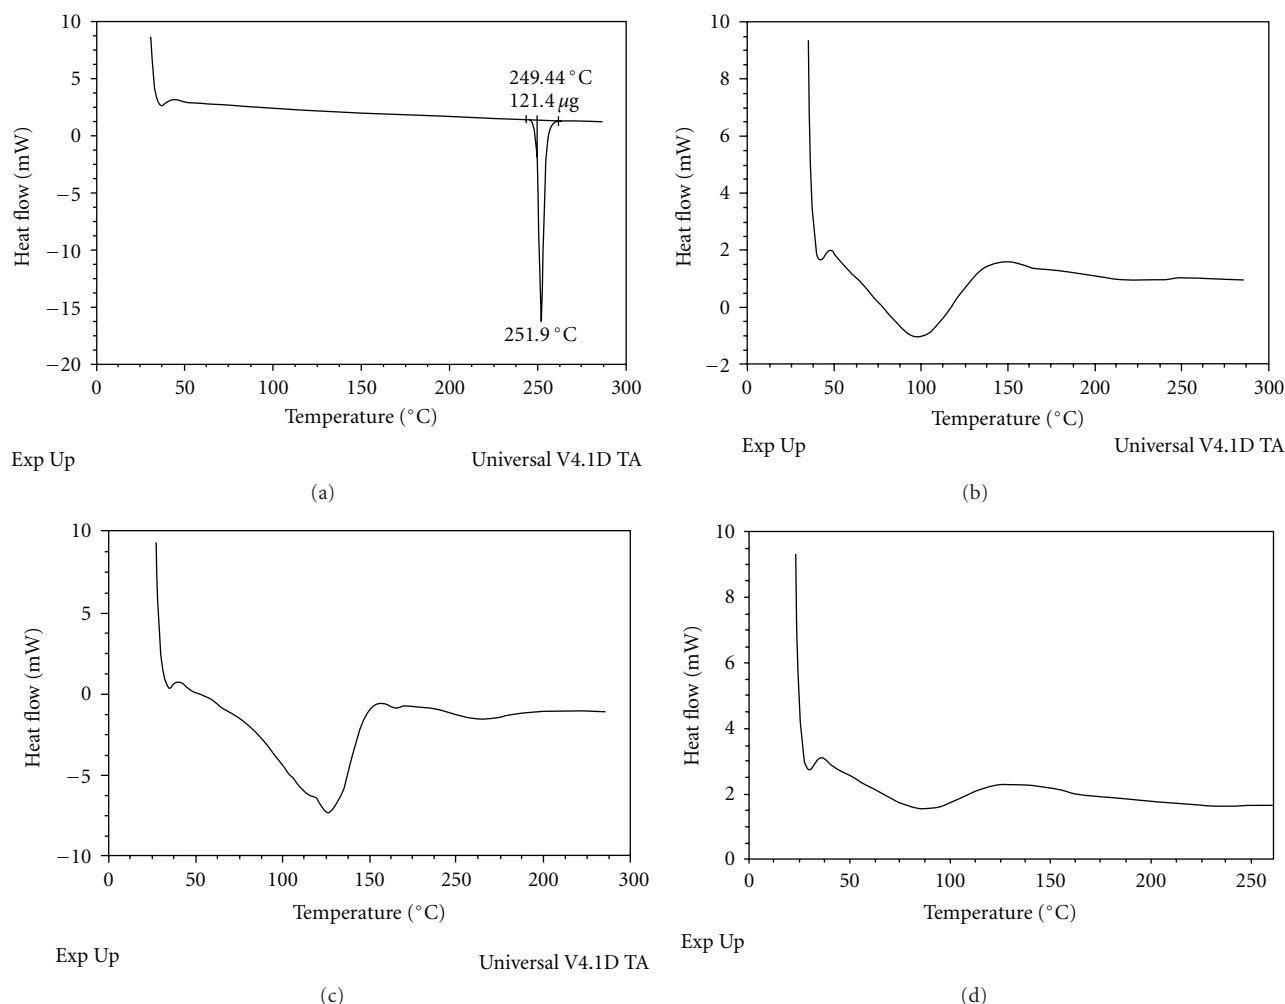 10
5
0
−5
−10
−15
−20
Heat flow (mW)
249.44 °C
121.4 μg
251.9 °C
0 50 100 150 200 250 300
Temperature (°C)
Exp Up
Universal V4.1D TA
(a)
10
8
6
4
2
0
−2
Heat flow (mW)
0 50 100 150 200 250 300
Temperature (°C)
Exp Up
Universal V4.1D TA
(b)
10
5
0
−5
−10
Heat flow (mW)
0 50 100 150 250 250 300
Temperature (°C)
Exp Up
Universal V4.1D TA
(c)
10
8
6
4
2
0
Heat flow (mW)
0 50 100 150 200 250
Temperature (°C)
Exp Up
(d)